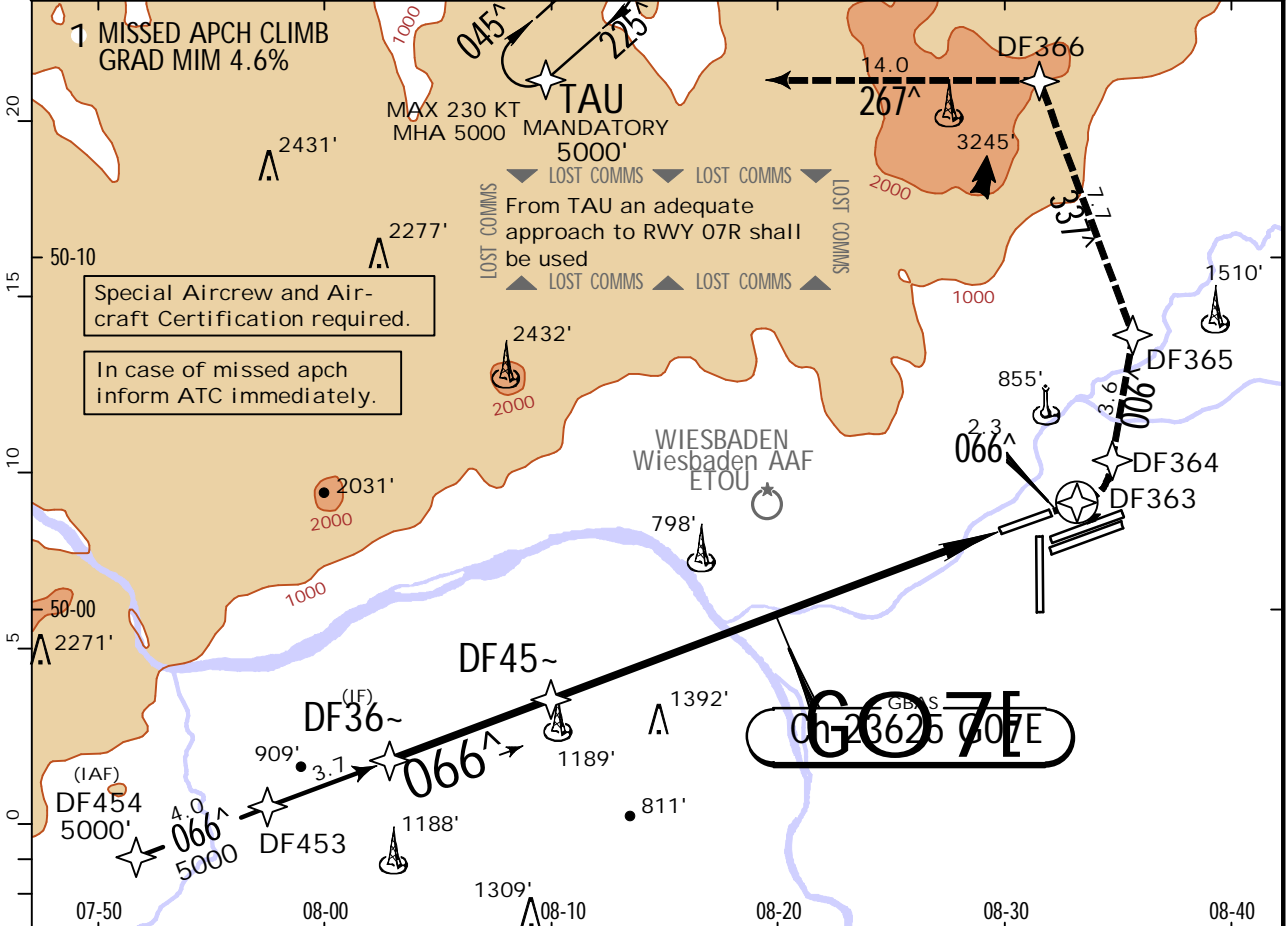 1 MISSED APCH CLIMB
GRAD MIM 4.6%
1000
045^
225^
TAU
MAX 230 KT
MHA 5000
MANDATORY
5000'
DF366
14.0
267^
3245'
2000
2431'
2277'
LOST COMMS LOST COMMS
LOST COMMS
LOST COMMS
From TAU an adequate
approach to RWY 07R shall
be used
LOST COMMS LOST COMMS
7.7
337^
1510'
1000
20
50-10
15
Special Aircrew and Air-
craft Certification required.
In case of missed apch
inform ATC immediately.
2432'
2000
DF365
855'
3.6
006^
2.3
066^
DF364
DF363
WIESBADEN
Wiesbaden AAF
ETOU
10
2031'
2000
798'
1000
50-00
5
2271'
DF45~
(IF)
DF36~
909'
3.7
066^
1189'
1392'
GBAS
Ch 23625 G07E
GO 7[
(IAF)
DF454
5000'
4.0
066^
5000
DF453
1188'
811'
0
1309'
07-50
08-00
08-10
08-20
08-30
08-40